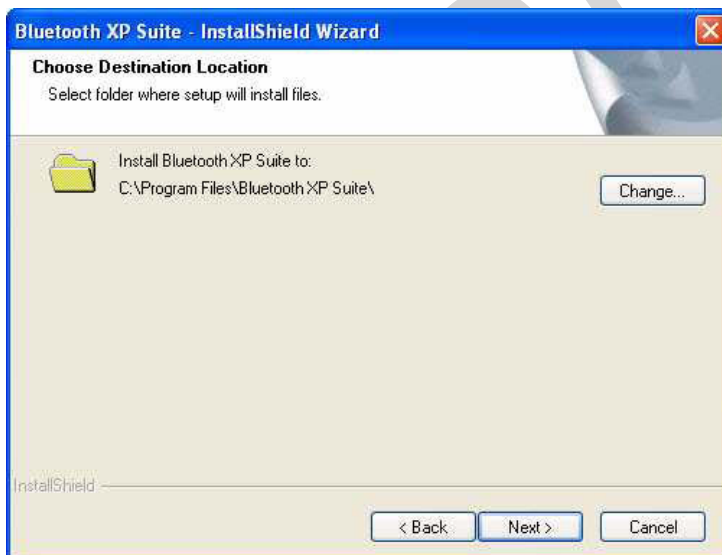 Bluetooth XP Suite - InstallShield Wizard
Choose Destination Location
Select folder where setup will install files.
Install Bluetooth XP Suite to:
C:\Program Files\Bluetooth XP Suite\
Change...
InstallShield
< Back
Next >
Cancel